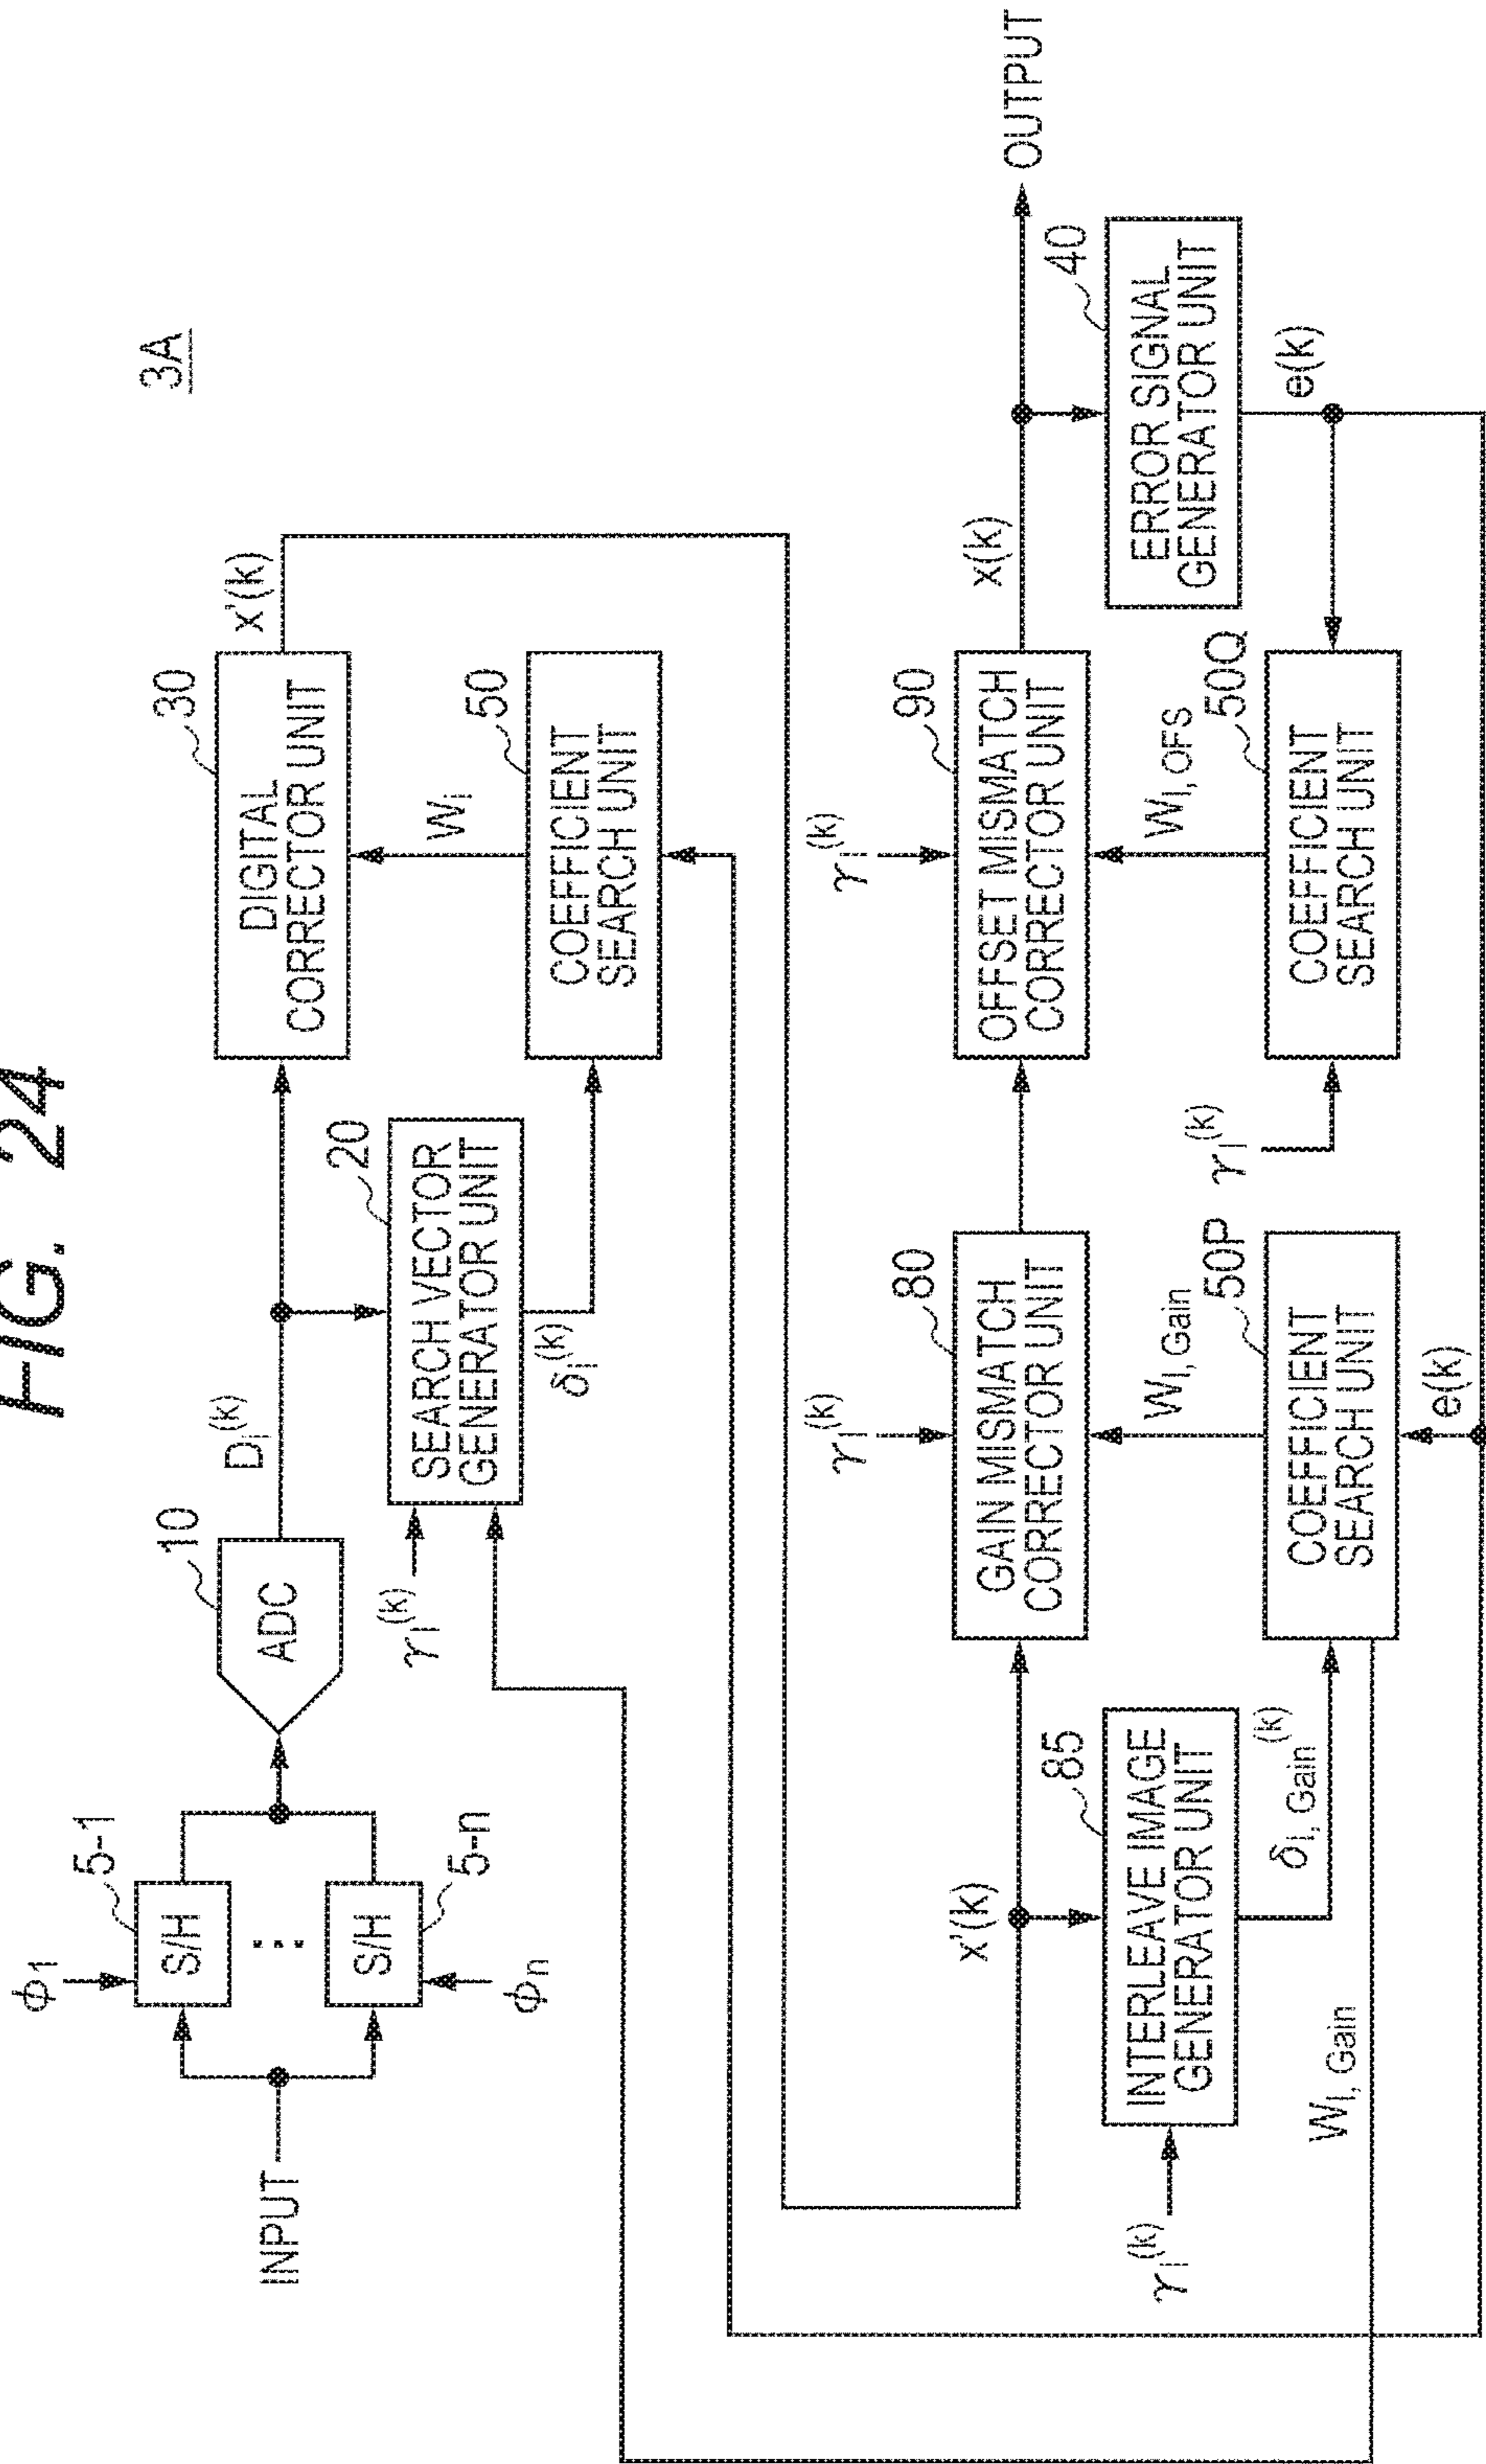 FIG. 24
3A
INPUT
ϕ1
S/H
5-1
⋮
S/H
5-n
ϕn
ADC
10
Di(k)
SEARCH VECTOR
GENERATOR UNIT
20
γi(k)
δi(k)
DIGITAL
CORRECTOR UNIT
30
x'(k)
Wi
COEFFICIENT
SEARCH UNIT
50
x'(k)
INTERLEAVE IMAGE
GENERATOR UNIT
85
γi(k)
δi, Gain(k)
Wi, Gain
γi(k)
GAIN MISMATCH
CORRECTOR UNIT
80
Wi, Gain
COEFFICIENT
SEARCH UNIT
50P
e(k)
γi(k)
OFFSET MISMATCH
CORRECTOR UNIT
90
Wi, OFS
COEFFICIENT
SEARCH UNIT
50Q
γi(k)
x(k)
ERROR SIGNAL
GENERATOR UNIT
40
e(k)
OUTPUT